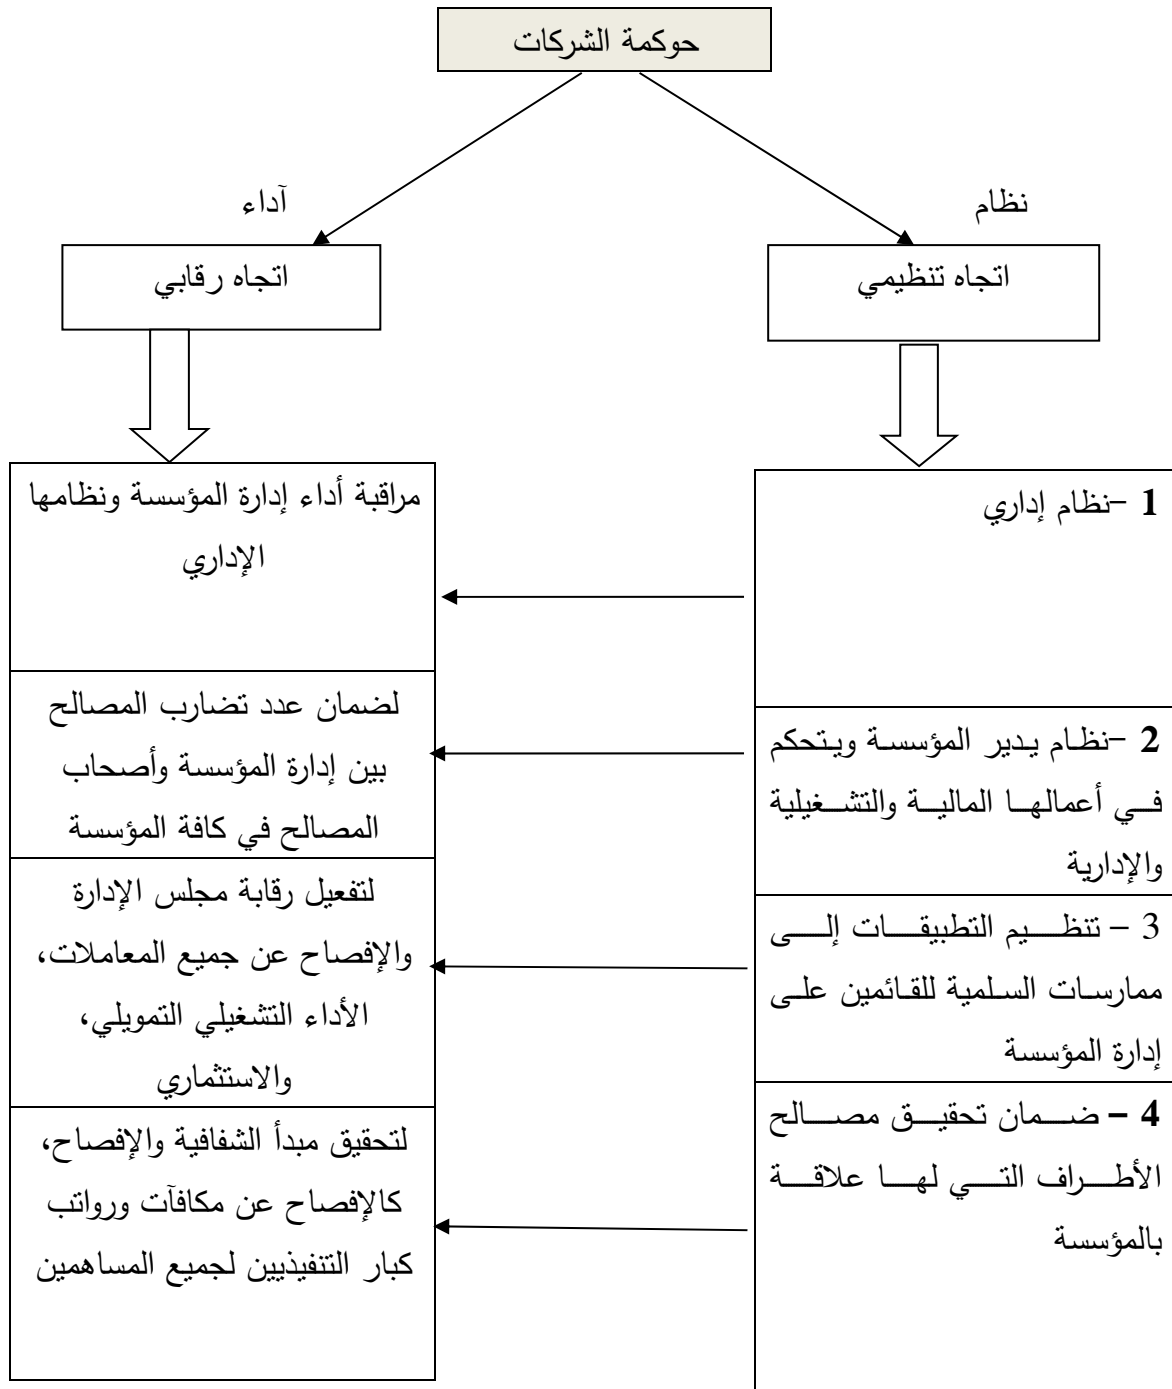 حوكمة الشركات
نظام
آداء
اتجاه تنظيمي
اتجاه رقابي
1 –نظام إداري
2 –نظام يدير المؤسسة ويتحكم
في أعمالها المالية والتشغيلية
والإدارية
3 – تنظيم التطبيقات إلى
ممارسات السلمية للقائمين على
إدارة المؤسسة
4 – ضمان تحقيق مصالح
الأطراف التي لها علاقة
بالمؤسسة
مراقبة أداء إدارة المؤسسة ونظامها
الإداري
لضمان عدد تضارب المصالح
بين إدارة المؤسسة وأصحاب
المصالح في كافة المؤسسة
لتفعيل رقابة مجلس الإدارة
والإفصاح عن جميع المعاملات،
الأداء التشغيلي التمويلي،
والاستثماري
لتحقيق مبدأ الشفافية والإفصاح،
كالإفصاح عن مكافآت ورواتب
كبار التنفيذيين لجميع المساهمين